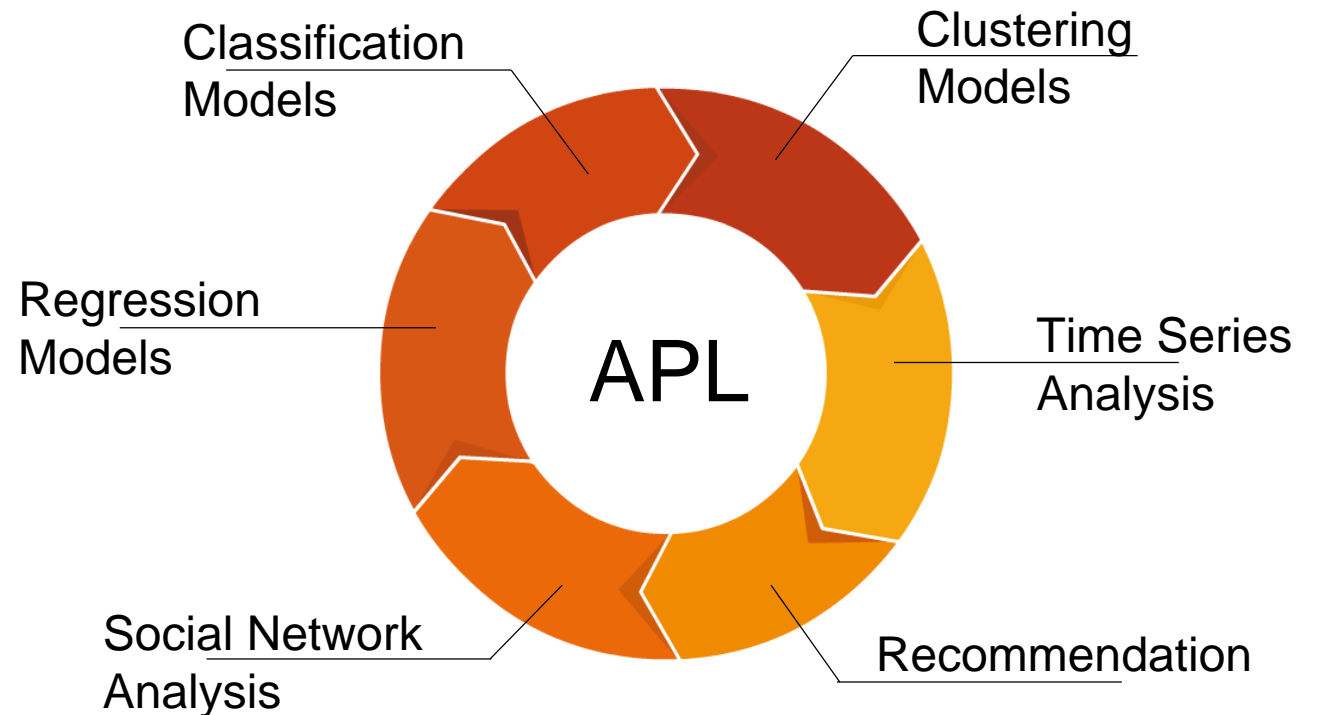 Classification
Models
Clustering
Models
Regression
Models
APL
Time Series
Analysis
Social Network
Analysis
Recommendation